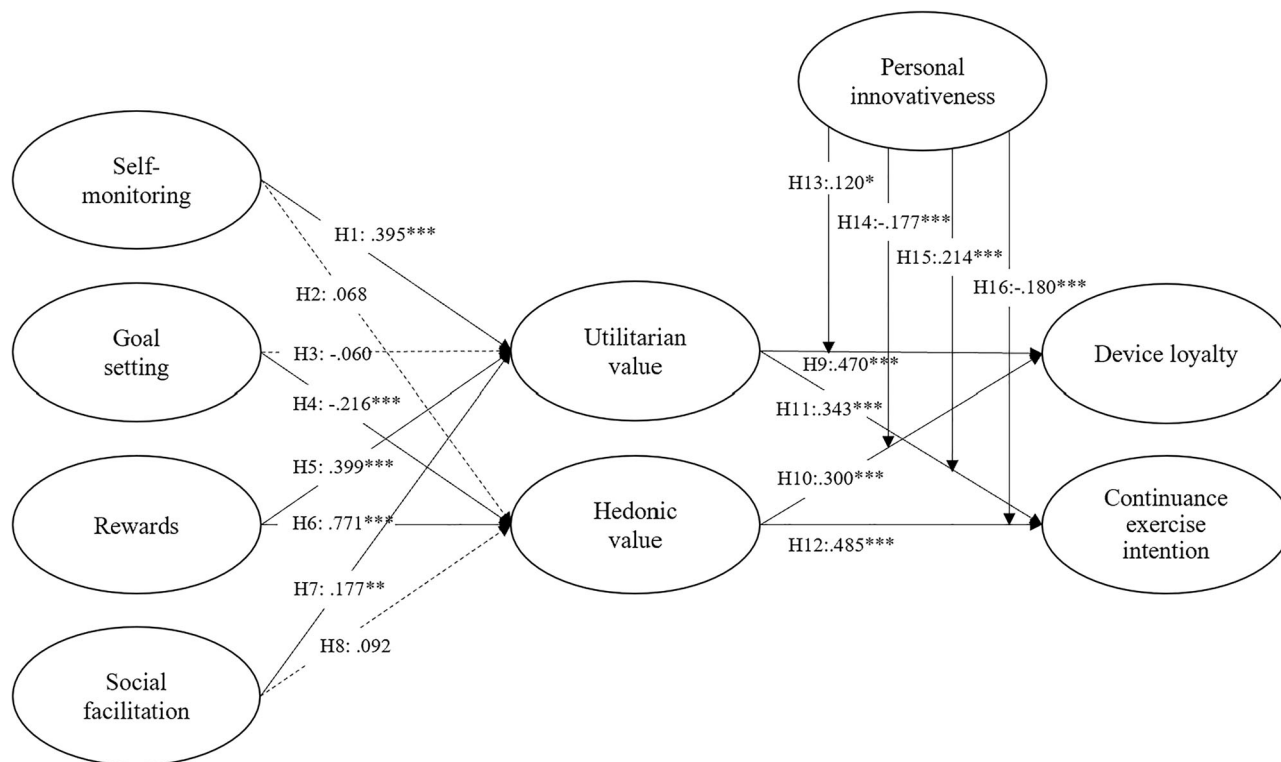 Personal
innovativeness
Self-
monitoring
H13:.120*
H14:-.177***
H1: .395***
H15:.214***
H2: .068
H16:-.180***
Goal
setting
H3: -.060
Utilitarian
value
H9:.470***
Device loyalty
H4: -.216***
H11:.343***
H5: .399***
H10:.300***
Rewards
H6: .771***
Hedonic
value
H12:.485***
Continuance
exercise
intention
H7: .177**
H8: .092
Social
facilitation